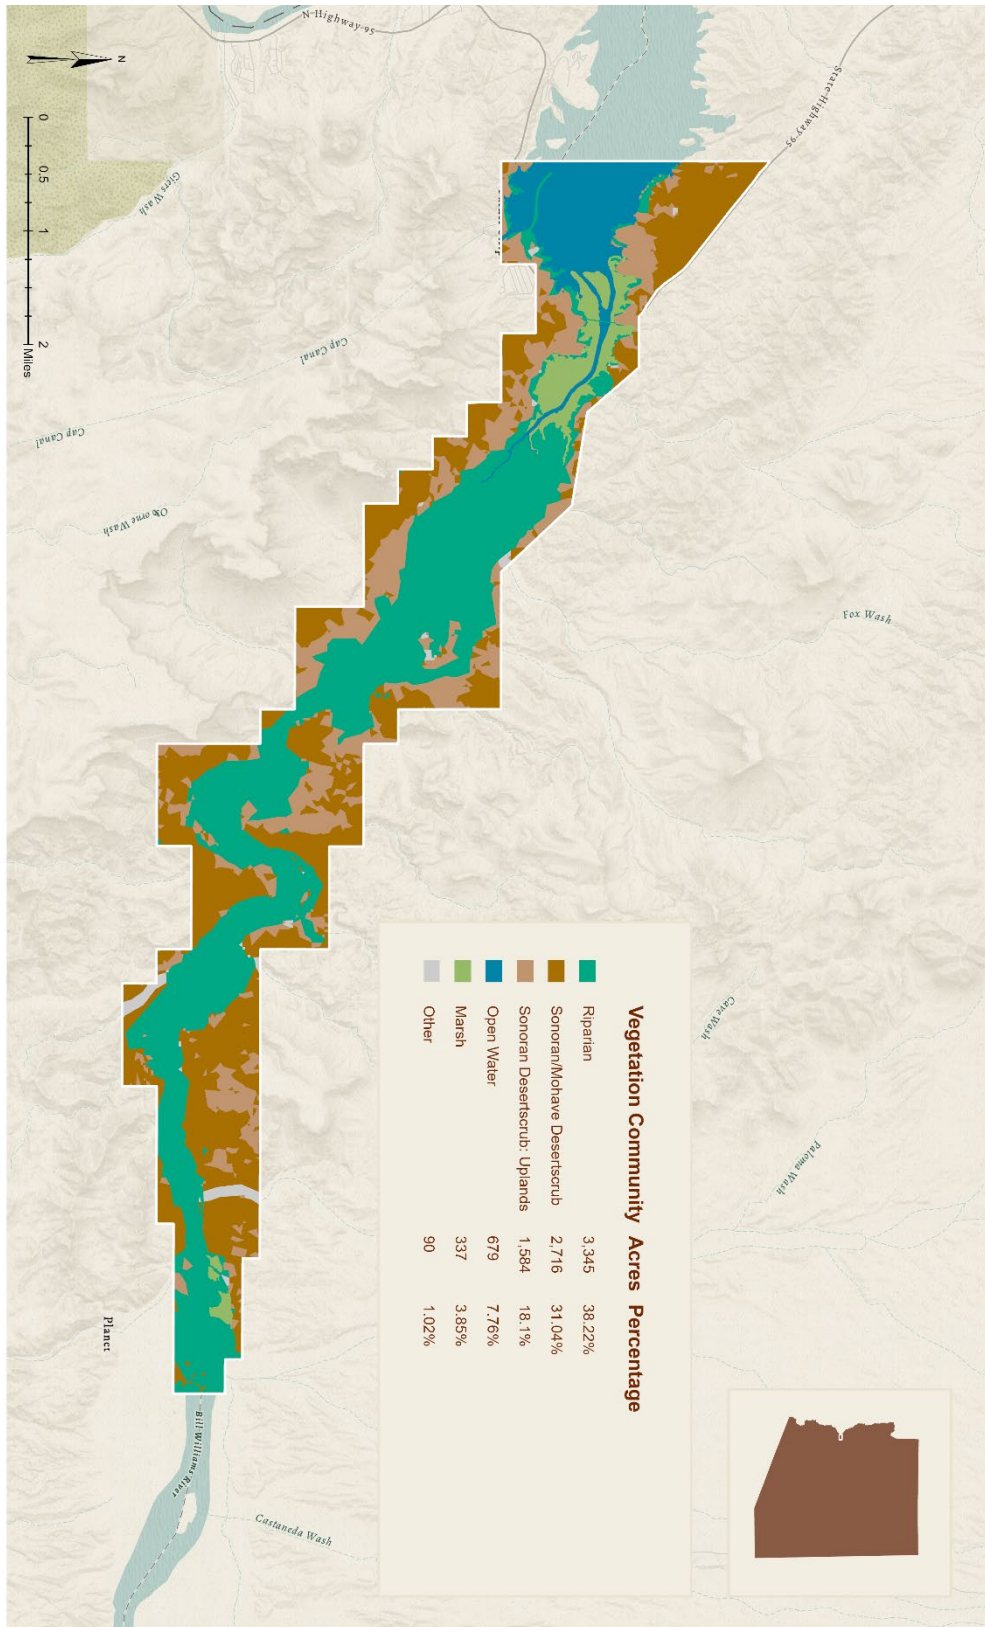 N Highway 95
State Highway 95
N
0 0.5 1 2 Miles
Giers Wash
Cap Canal
Cap Canal
Osborne Wash
Fox Wash
Cave Wash
Paloma Wash
Vegetation Community Acres Percentage
Riparian 3,345 38.22%
Sonoran/Mohave Desertscrub 2,716 31.04%
Sonoran Desertscrub: Uplands 1,584 18.1%
Open Water 679 7.76%
Marsh 337 3.85%
Other 90 1.02%
Planet
Bill Williams River
Castaneda Wash